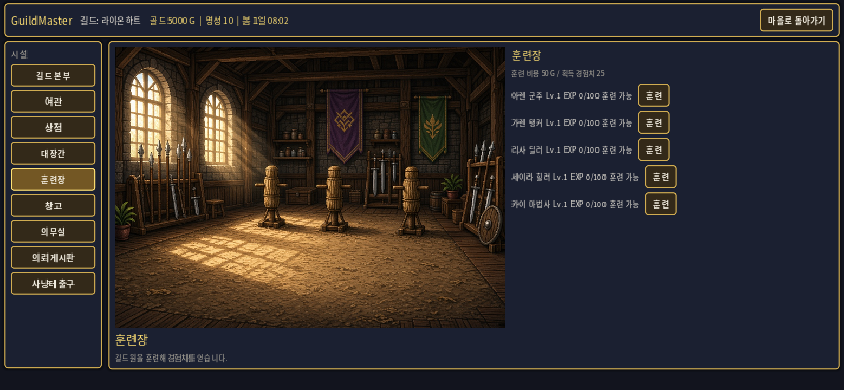 GuildMaster 길드: 라이온하트 골드5000 G | 명성 10 | 봄 1일 08:02 마을로 돌아가기
시설
길드 본부
여관
상점
대장간
훈련장
창고
의무실
의뢰게시판
사냥터 출구
훈련장
훈련 비용 50 G / 획득 경험치 25
아렌 군주 Lv.1 EXP 0/100 훈련 가능 훈련
가렌 탱커 Lv.1 EXP 0/100 훈련 가능 훈련
리사 딜러 Lv.1 EXP 0/100 훈련 가능 훈련
세이라 힐러 Lv.1 EXP 0/100 훈련 가능 훈련
카이 마법사 Lv.1 EXP 0/100 훈련 가능 훈련
훈련장
길드원을 훈련해 경험치를 얻습니다.